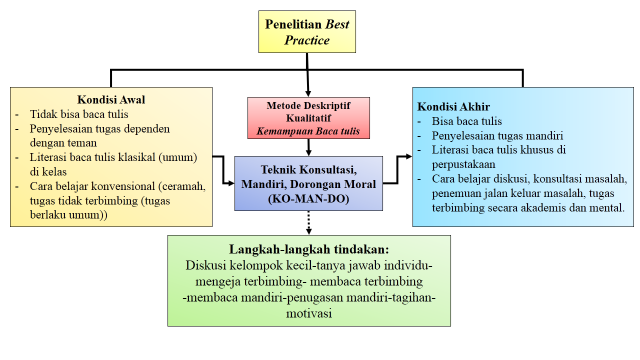 Penelitian Best
Practice
Kondisi Awal
- Tidak bisa baca tulis
- Penyelesaian tugas dependen
dengan teman
- Literasi baca tulis klasikal (umum)
di kelas
- Cara belajar konvensional (ceramah,
tugas tidak terbimbing (tugas
berlaku umum))
Metode Deskriptif
Kualitatif
Kemampuan Baca tulis
Teknik Konsultasi,
Mandiri, Dorongan Moral
(KO-MAN-DO)
Kondisi Akhir
- Bisa baca tulis
- Penyelesaian tugas mandiri
- Literasi baca tulis khusus di
perpustakaan
- Cara belajar diskusi, konsultasi masalah,
penemuan jalan keluar masalah, tugas
terbimbing secara akademis dan mental.
Langkah-langkah tindakan:
Diskusi kelompok kecil-tanya jawab individu-
mengeja terbimbing- membaca terbimbing
-membaca mandiri-penugasan mandiri-tagihan-
motivasi